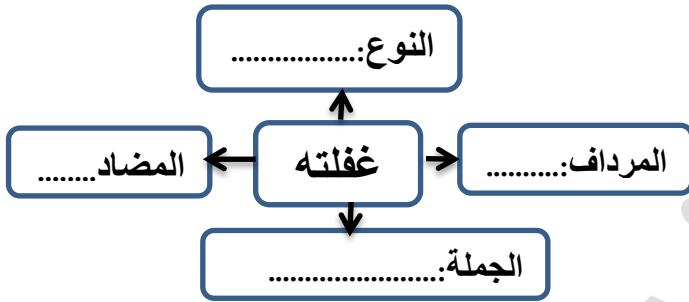 النوع:.................
المرداف:...........
غفلته
المضاد........
الجملة:.......................